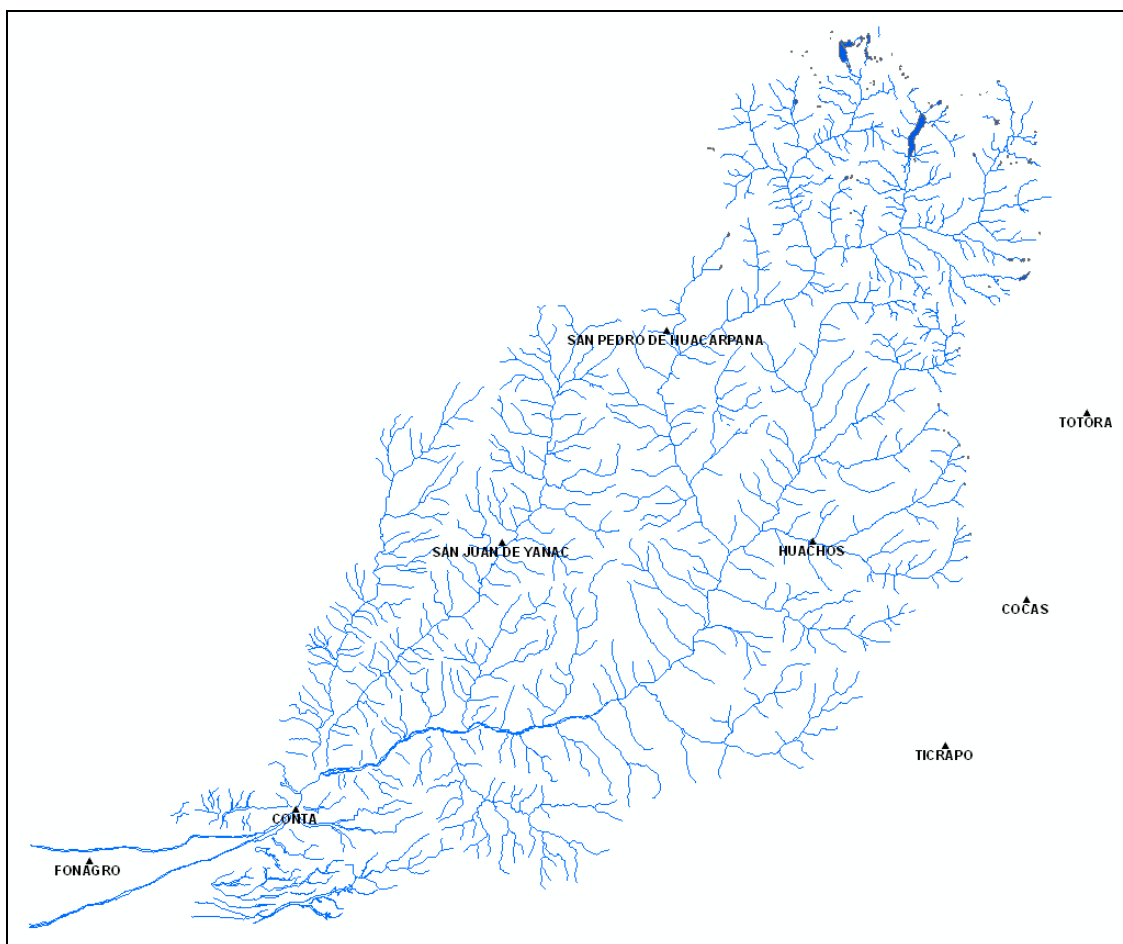 SAN PEDRO DE HUACARPANA
TOTORA
SAN JUAN DE YANAC
HUACHOS
COCAS
TICRAPO
CONTA
FONAGRO